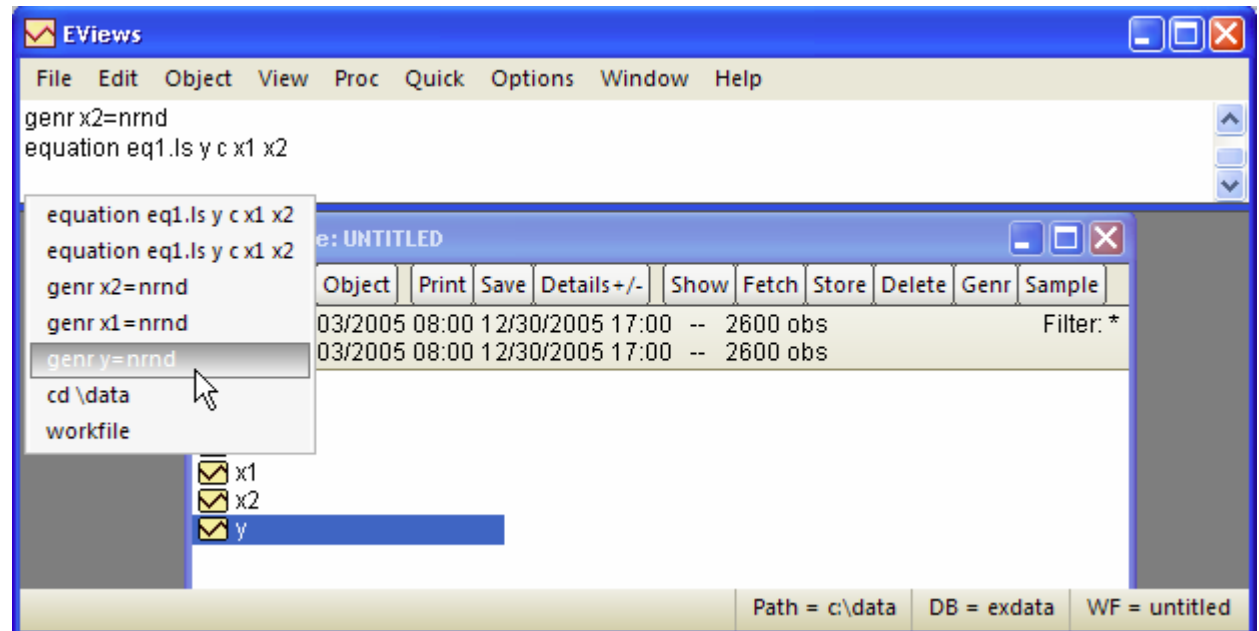 EViews
File Edit Object View Proc Quick Options Window Help
genr x2=nrnd
equation eq1.ls y c x1 x2
equation eq1.ls y c x1 x2
equation eq1.ls y c x1 x2
genr x2=nrnd
genr x1=nrnd
genr y=nrnd
cd \data
workfile
e: UNTITLED
Object Print Save Details+/- Show Fetch Store Delete Genr Sample
03/2005 08:00 12/30/2005 17:00 -- 2600 obs Filter: *
03/2005 08:00 12/30/2005 17:00 -- 2600 obs
x1
x2
y
Path = c:\data DB = exdata WF = untitled